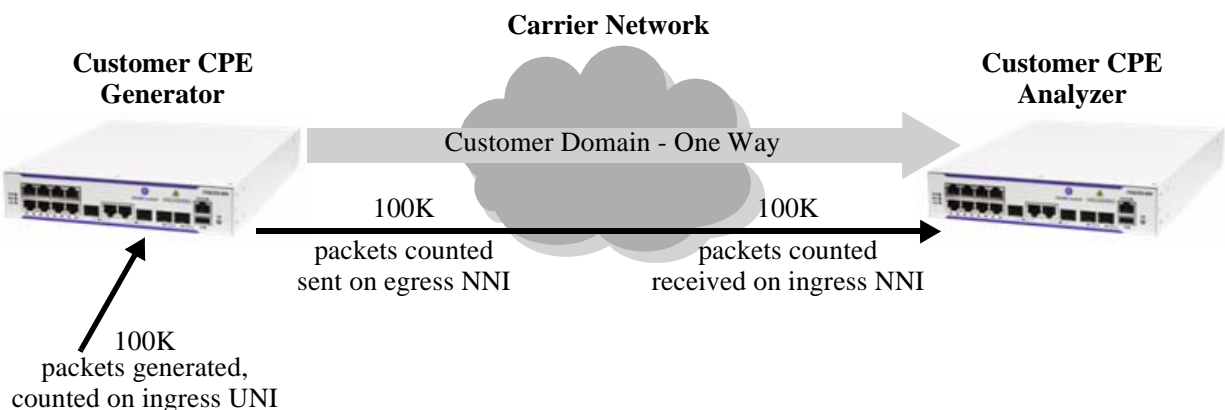 Carrier Network
Customer CPE
Generator
Customer CPE
Analyzer
Customer Domain - One Way
100K
packets counted
sent on egress NNI
100K
packets counted
received on ingress NNI
100K
packets generated,
counted on ingress UNI